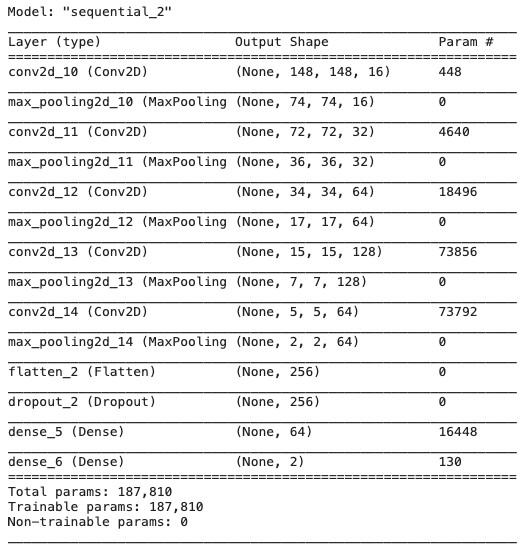 Model: "sequential_2"
Layer (type) Output Shape Param #
conv2d_10 (Conv2D) (None, 148, 148, 16) 448
max_pooling2d_10 (MaxPooling (None, 74, 74, 16) 0
conv2d_11 (Conv2D) (None, 72, 72, 32) 4640
max_pooling2d_11 (MaxPooling (None, 36, 36, 32) 0
conv2d_12 (Conv2D) (None, 34, 34, 64) 18496
max_pooling2d_12 (MaxPooling (None, 17, 17, 64) 0
conv2d_13 (Conv2D) (None, 15, 15, 128) 73856
max_pooling2d_13 (MaxPooling (None, 7, 7, 128) 0
conv2d_14 (Conv2D) (None, 5, 5, 64) 73792
max_pooling2d_14 (MaxPooling (None, 2, 2, 64) 0
flatten_2 (Flatten) (None, 256) 0
dropout_2 (Dropout) (None, 256) 0
dense_5 (Dense) (None, 64) 16448
dense_6 (Dense) (None, 2) 130
Total params: 187,810
Trainable params: 187,810
Non-trainable params: 0